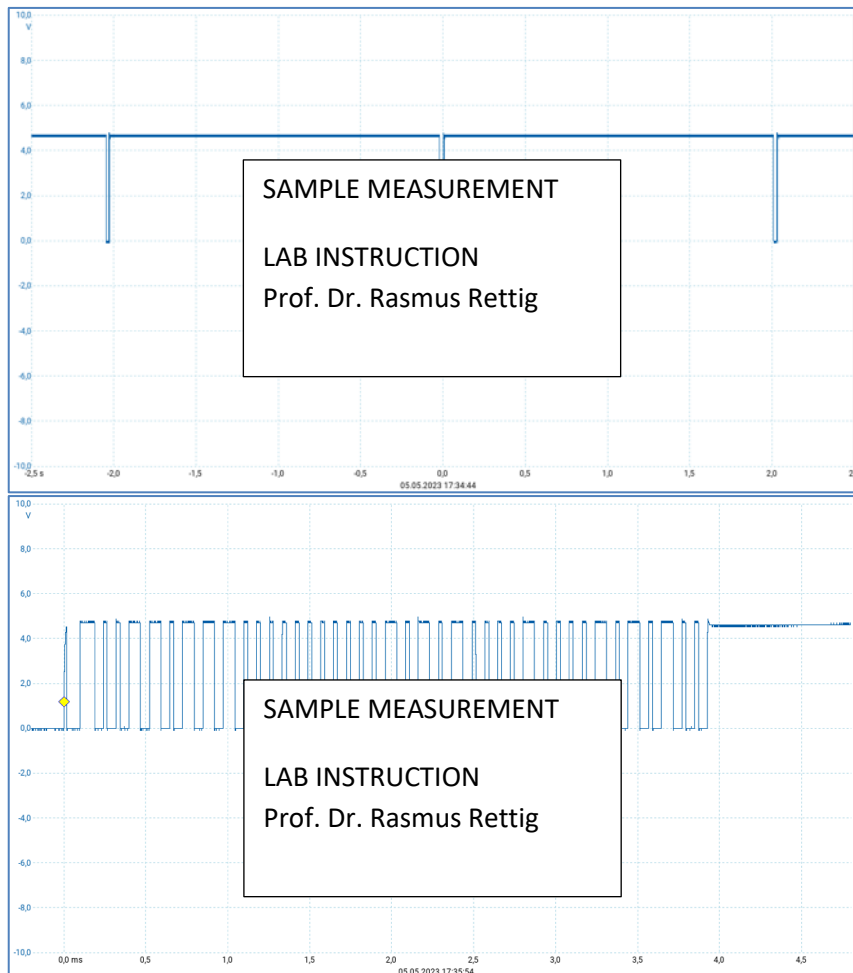 10,0
V
8,0
6,0
4,0
2,0
0,0
-2,0
-4,0
-6,0
-8,0
-10,0
SAMPLE MEASUREMENT
LAB INSTRUCTION
Prof. Dr. Rasmus Rettig
-2,5 s -2,0 -1,5 -1,0 -0,5 0,0 0,5 1,0 1,5 2,0
05.05.2023 17:34:44
10,0
V
8,0
6,0
4,0
2,0
0,0
-2,0
-4,0
-6,0
-8,0
-10,0
SAMPLE MEASUREMENT
LAB INSTRUCTION
Prof. Dr. Rasmus Rettig
0,0 ms 0,5 1,0 1,5 2,0 2,5 3,0 3,5 4,0 4,5
05.05.2023 17:35:54